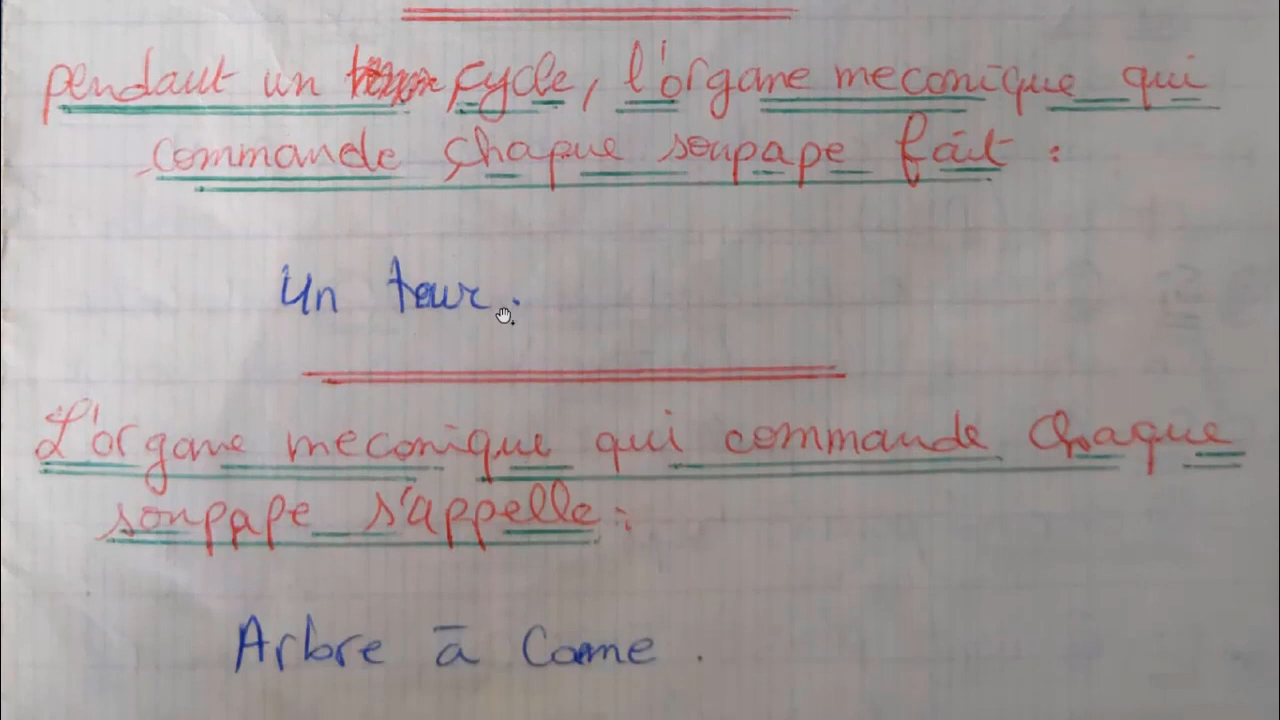 pendant un cycle, l'organe meconique qui
commande chaque soupape fait :
Un tour.
L'organe meconique qui commande chaque
soupape s'appelle :
Arbre à Came .